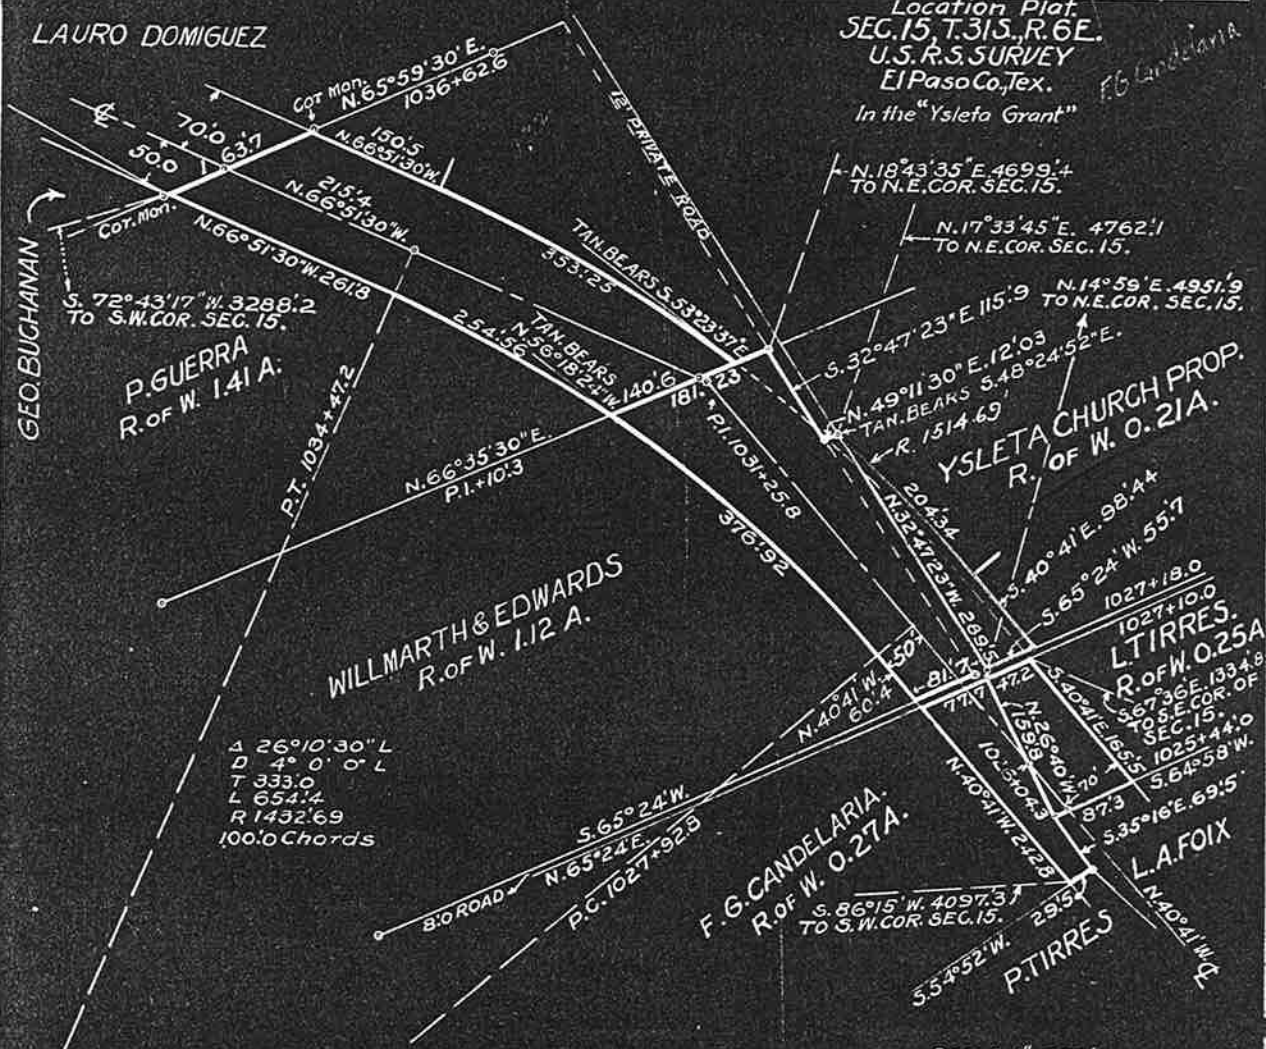 Location Plat.
SEC. 15, T.31S., R. 6E.
U.S. R.S. SURVEY
El Paso Co., Tex.
In the "Ysleta Grant"
F.G. Candelaria
LAURO DOMIGUEZ
Cor. Mon.
N. 65° 59' 30" E.
1036+62.6
12' PRIVATE ROAD
℄
70.0
50.0
63.7
150.5
N. 66° 51' 30" W.
215.4
N. 66° 51' 30" W.
Cor. Mon.
N. 66° 51' 30" W. 261.8
GEO. BUCHANAN
S. 72° 43' 17" W. 3288.2
TO S.W. COR. SEC. 15.
P. GUERRA
R. OF W. 1.41 A.
TAN. BEARS S. 53° 23' 37" E
353.25
254.56
TAN. BEARS
N. 56° 18' 24" W.
140.6
181.23
N. 18° 43' 35" E. 4699.4
TO N.E. COR. SEC. 15.
N. 17° 33' 45" E. 4762.1
TO N.E. COR. SEC. 15.
N. 14° 59' E. 4951.9
TO N.E. COR. SEC. 15.
S. 32° 47' 23" E 115.9
N. 49° 11' 30" E. 12.03
TAN. BEARS S. 48° 24' 52" E.
R. 1514.69'
YSLETA CHURCH PROP.
R. OF W. 0.21 A.
P.T. 1034+47.2
N. 66° 35' 30" E.
P.I. +10.3
P.I. 1031+25.8
376.92
204.34
N. 32° 47' 23" W. 289.5
S. 40° 41' E. 98.44
S. 65° 24' W. 55.7
1027+18.0
1027+10.0
L. TIRRES.
R. OF W. 0.25 A
S. 67° 36' E. 1334.8
TO S.E. COR. OF
SEC. 15.
1025+44.0
S. 64° 58' W.
WILLMARTH & EDWARDS
R. OF W. 1.12 A.
50'
N. 40° 41' W.
60.4
81.7
77.7
47.2
S. 40° 41' E. 165.5
N. 26° 40' W.
159.8
70'
87.3
S. 35° 16' E. 69.5'
Δ 26° 10' 30" L
D 4° 0' 0" L
T 333.0
L 654.4
R 1432.69
100.0 Chords
S. 65° 24' W.
N. 65° 24' E.
8.0 ROAD
P.C. 1027+92.8
N. 40° 41' W. 242.8
F. G. CANDELARIA.
R. OF W. 0.27 A.
S. 86° 15' W. 4097.3
TO S.W. COR. SEC. 15.
29.5
S. 54° 52' W.
P. TIRRES
L. A. FOIX
N. 40° 41' W. ℄